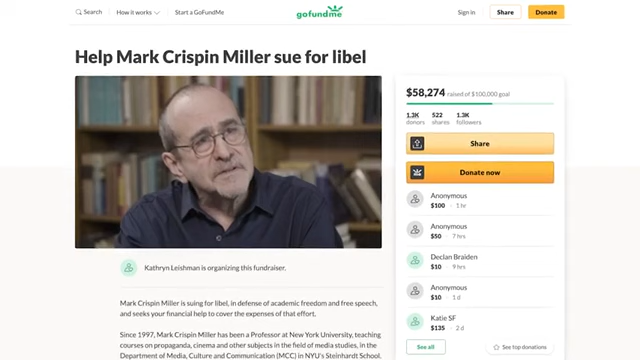 Search
How it works
Start a GoFundMe
gofundme
Sign in
Share
Donate
Help Mark Crispin Miller sue for libel
Kathryn Leishman is organizing this fundraiser.
Mark Crispin Miller is suing for libel, in defense of academic freedom and free speech,
and seeks your financial help to cover the expenses of that effort.
Since 1997, Mark Crispin Miller has been a Professor at New York University, teaching
courses on propaganda, cinema and other subjects in the field of media studies, in the
Department of Media, Culture and Communication (MCC) in NYU's Steinhardt School.
$58,274 raised of $100,000 goal
1.3K 522 1.3K
donors shares followers
Share
Donate now
Anonymous
$100 · 1 hr
Anonymous
$50 · 7 hrs
Declan Braiden
$10 · 9 hrs
Anonymous
$10 · 1 d
Katie SF
$135 · 2 d
See all
See top donations